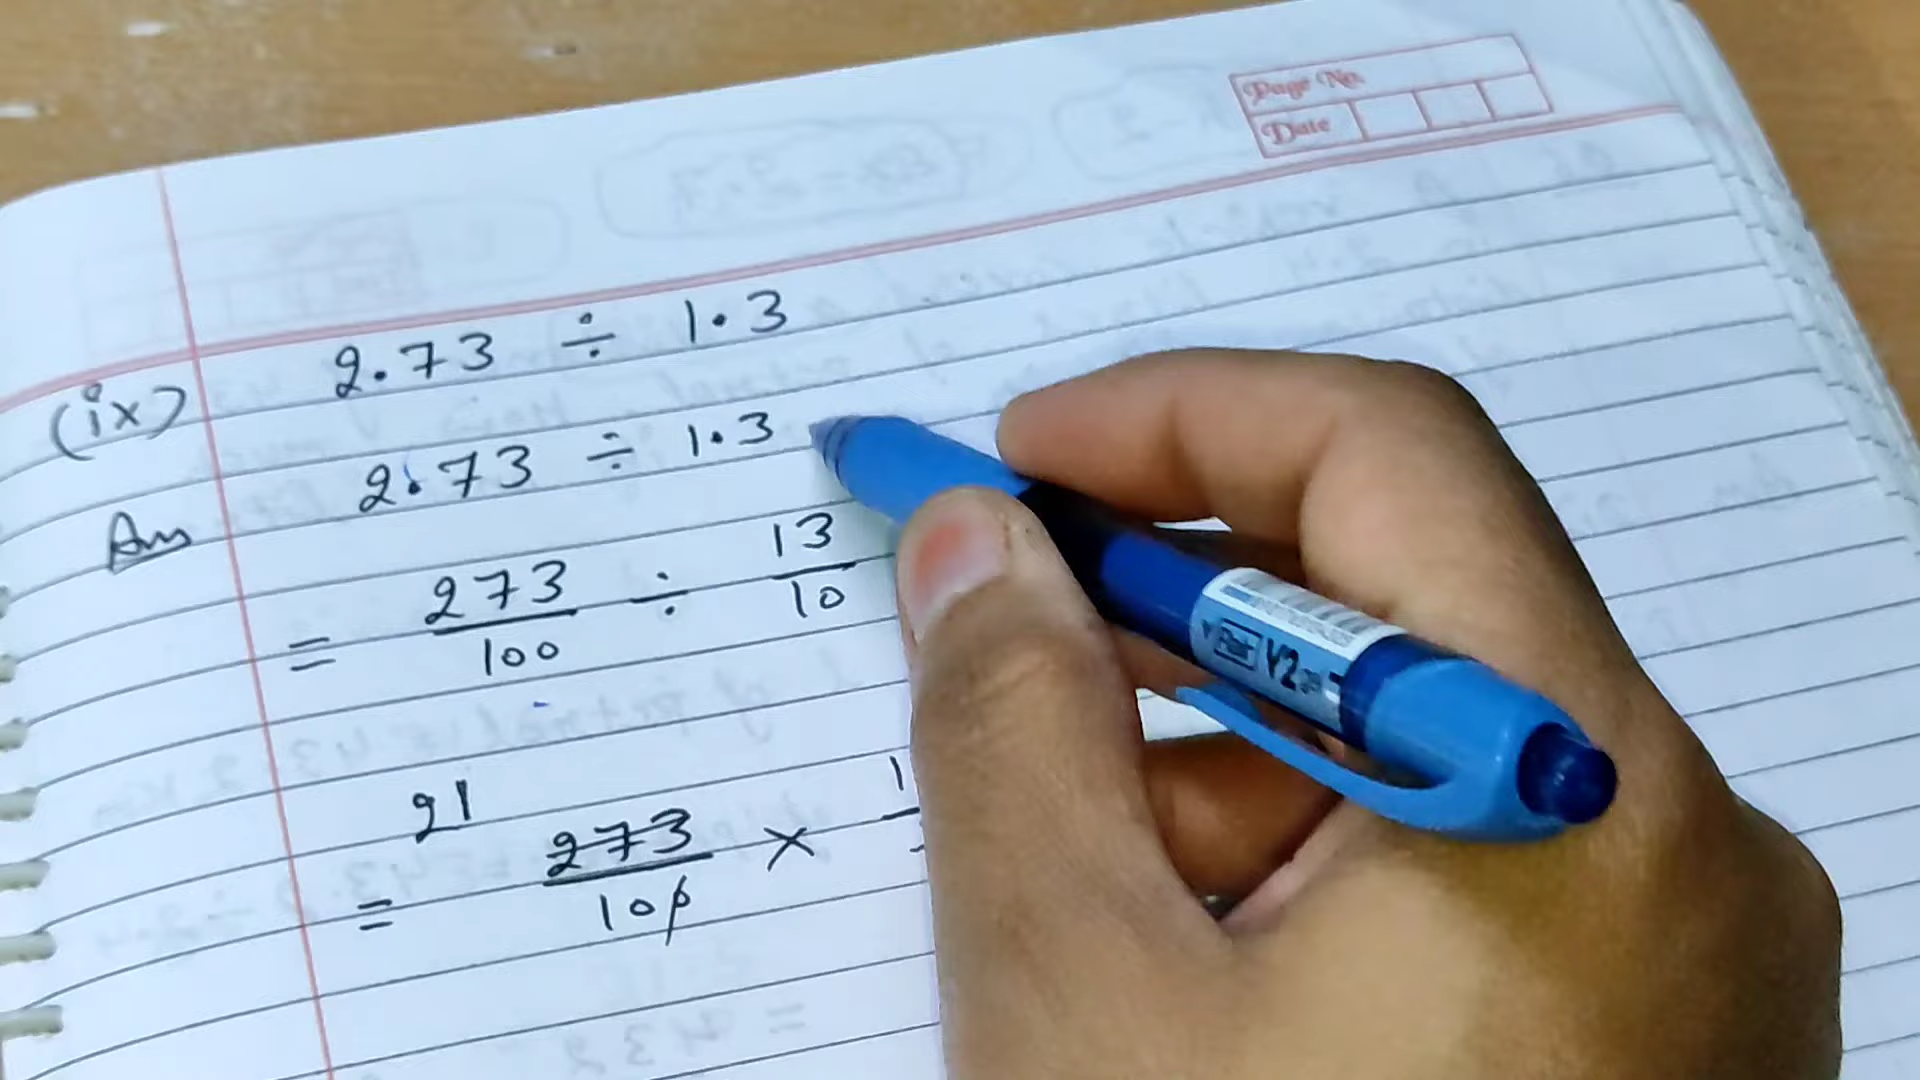 Page No.
Date
(ix) 2.73 ÷ 1.3
Ans 2.73 ÷ 1.3
= 273/100 ÷ 13/10
21
= 273/100 × 1